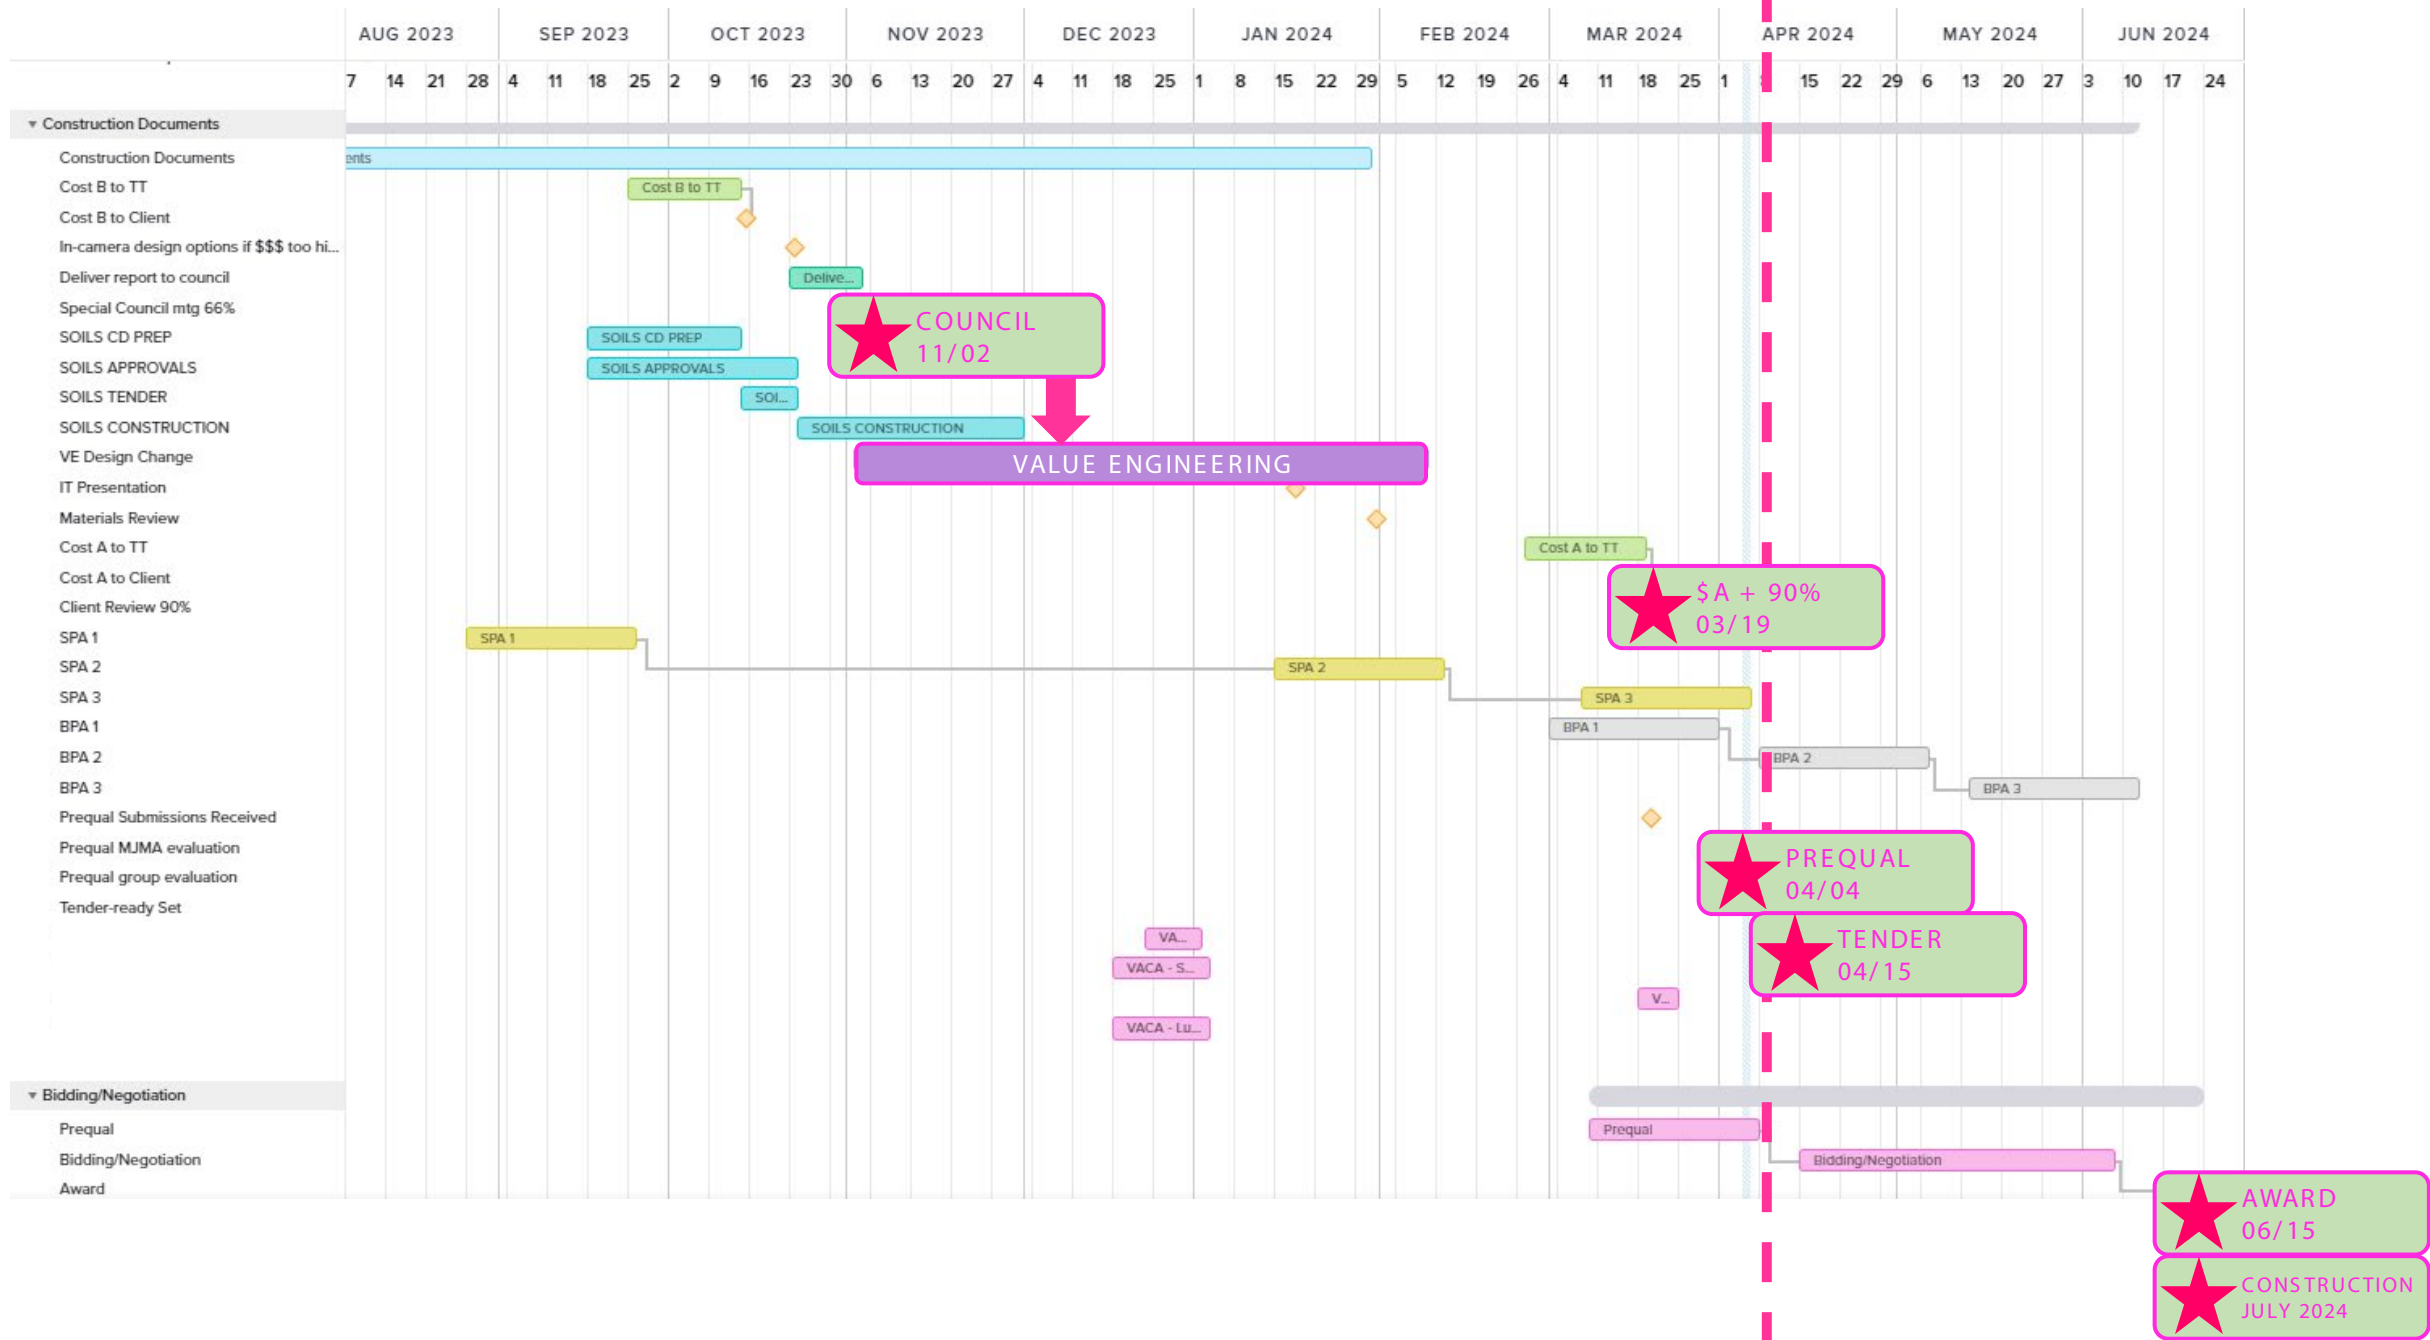 AUG 2023 SEP 2023 OCT 2023 NOV 2023 DEC 2023 JAN 2024 FEB 2024 MAR 2024 APR 2024 MAY 2024 JUN 2024
7 14 21 28 4 11 18 25 2 9 16 23 30 6 13 20 27 4 11 18 25 1 8 15 22 29 5 12 19 26 4 11 18 25 1 15 22 29 6 13 20 27 3 10 17 24
Construction Documents
Construction Documents ents
Cost B to TT Cost B to TT
Cost B to Client
In-camera design options if $$$ too hi...
Deliver report to council Delive...
Special Council mtg 66%
COUNCIL
11/02
SOILS CD PREP SOILS CD PREP
SOILS APPROVALS SOILS APPROVALS
SOILS TENDER SOI...
SOILS CONSTRUCTION SOILS CONSTRUCTION
VE Design Change VALUE ENGINEERING
IT Presentation
Materials Review
Cost A to TT Cost A to TT
Cost A to Client
Client Review 90%
$A + 90%
03/19
SPA 1 SPA 1
SPA 2 SPA 2
SPA 3 SPA 3
BPA 1 BPA 1
BPA 2 BPA 2
BPA 3 BPA 3
Prequal Submissions Received
Prequal MJMA evaluation
Prequal group evaluation
PREQUAL
04/04
Tender-ready Set
VA...
TENDER
04/15
VACA - S...
V...
VACA - Lu...
Bidding/Negotiation
Prequal Prequal
Bidding/Negotiation Bidding/Negotiation
Award
AWARD
06/15
CONSTRUCTION
JULY 2024